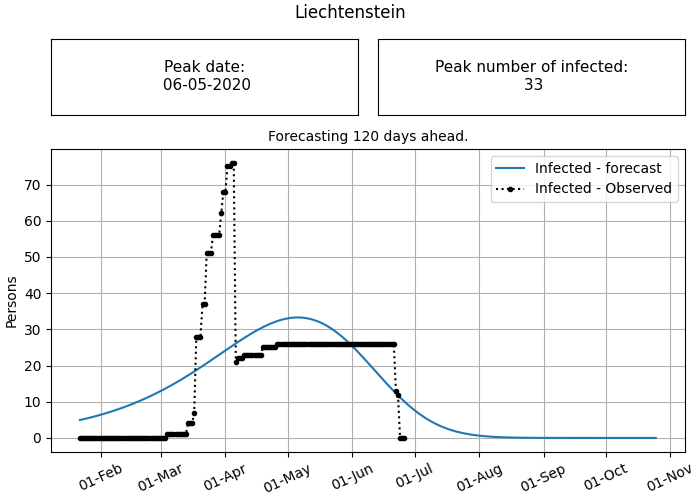 Liechtenstein
Peak date:
06-05-2020
Peak number of infected:
33
Forecasting 120 days ahead.
Infected - forecast
Infected - Observed
Persons
70
60
50
40
30
20
10
0
01-Feb
01-Mar
01-Apr
01-May
01-Jun
01-Jul
01-Aug
01-Sep
01-Oct
01-Nov